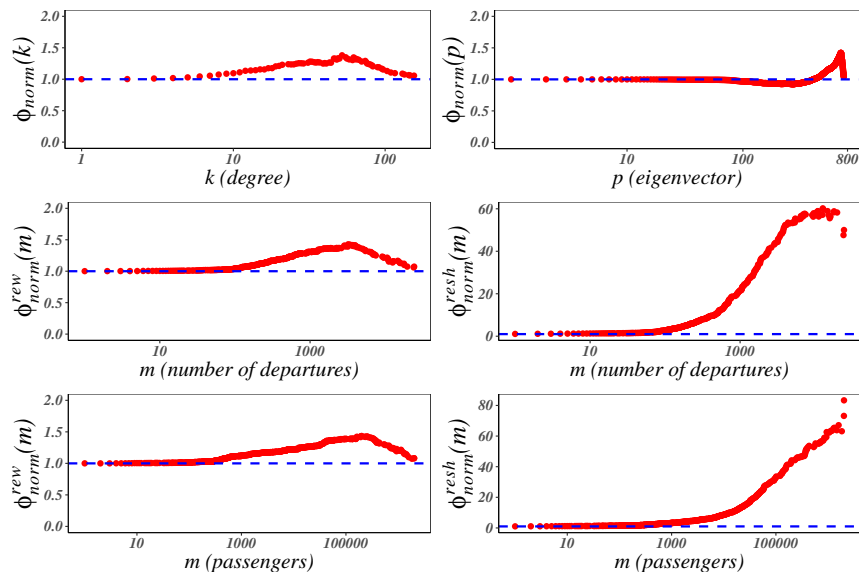 2.0
1.5
1.0
0.5
0.0
ϕnorm(k)
1 10 100
k (degree)
2.0
1.5
1.0
0.5
0.0
ϕnorm(p)
10 100 800
p (eigenvector)
2.0
1.5
1.0
0.5
0.0
ϕ^rew_norm(m)
10 1000
m (number of departures)
60
40
20
0
ϕ^resh_norm(m)
10 1000
m (number of departures)
2.0
1.5
1.0
0.5
0.0
ϕ^rew_norm(m)
10 1000 100000
m (passengers)
80
60
40
20
0
ϕ^resh_norm(m)
10 1000 100000
m (passengers)